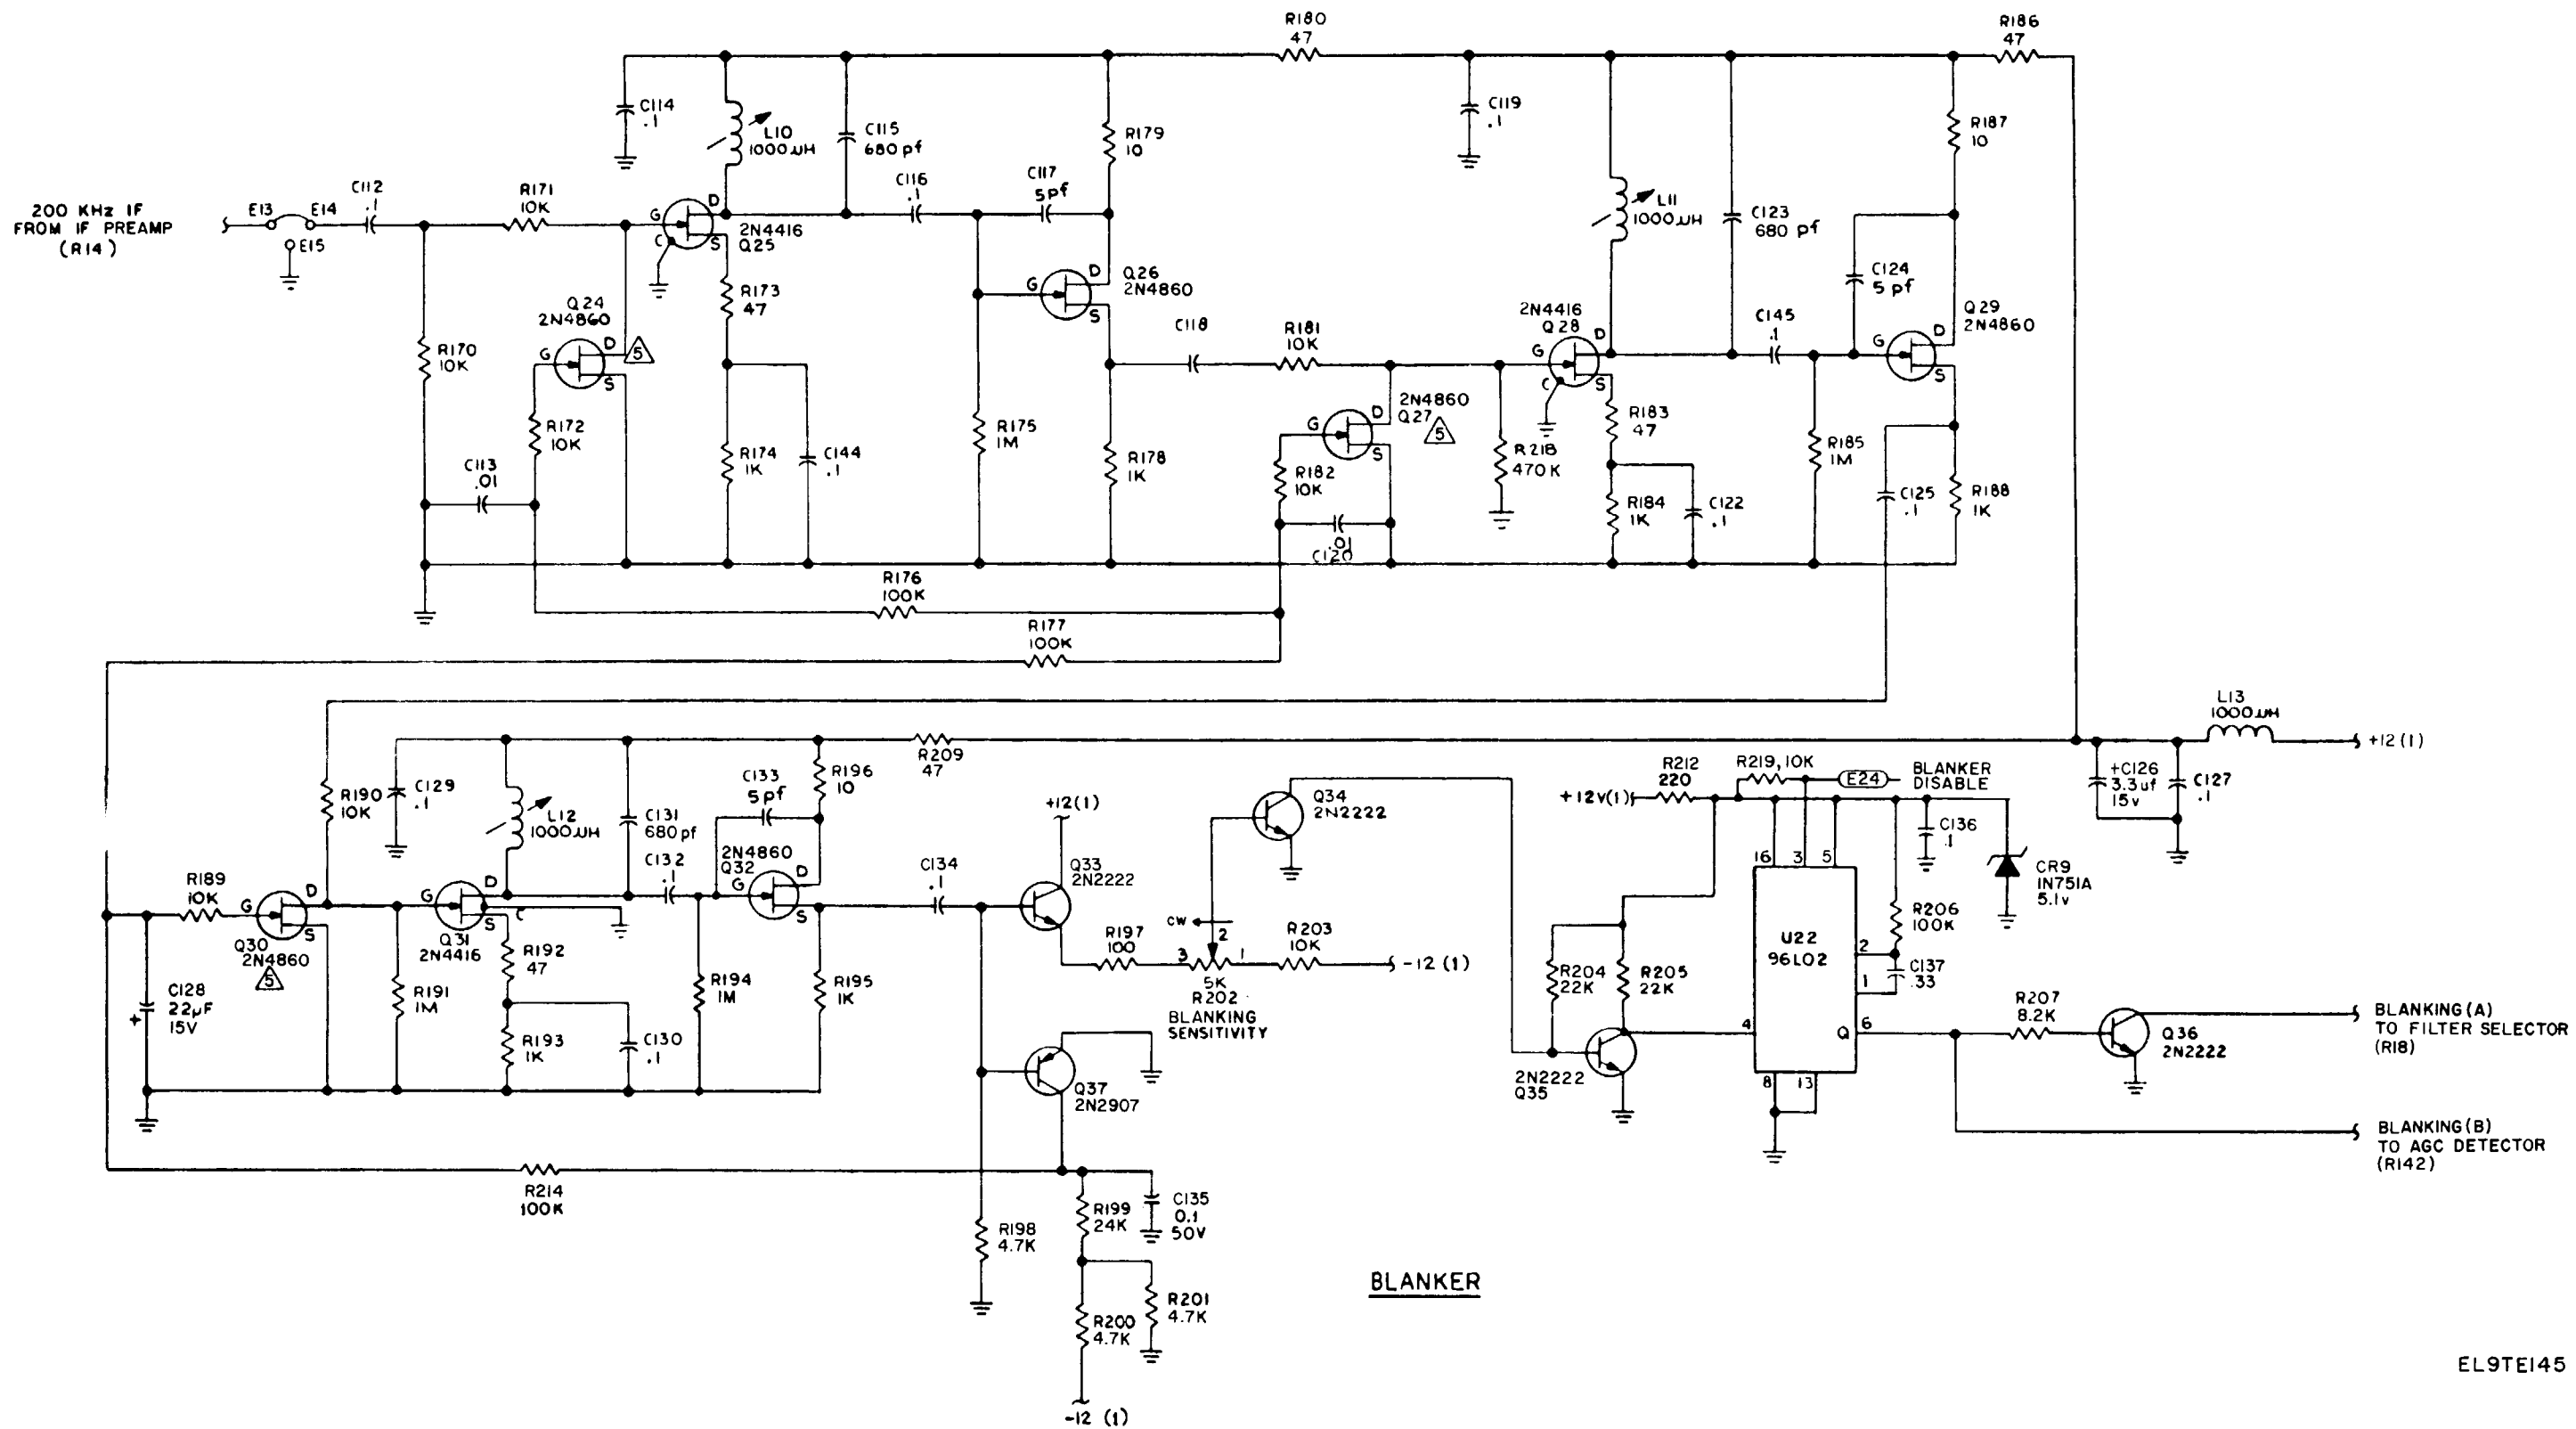 R180
47
R186
47
C114
.1
L10
1000µH
C115
680 pf
R179
10
C119
.1
R187
10
200 KHz IF
FROM IF PREAMP
(R14)
E13
E14
E15
C112
.1
R171
10K
G
D
C
S
2N4416
Q25
C116
.1
C117
5pf
L11
1000µH
C123
680 pf
C124
5 pf
R173
47
Q24
2N4860
G
D
S
5
Q26
2N4860
G
D
S
C118
R181
10K
2N4416
Q28
G
D
C
S
C145
.1
Q29
2N4860
G
D
S
R170
10K
R172
10K
C113
.01
R174
1K
C144
.1
R175
1M
R178
1K
2N4860
Q27
G
D
S
5
R182
10K
.01
C120
R218
470K
R183
47
R184
1K
C122
.1
R185
1M
C125
.1
R188
1K
R176
100K
R177
100K
L13
1000µH
+12(1)
+C126
3.3uf
15V
C127
.1
R209
47
R190
10K
C129
.1
L12
1000µH
C131
680 pf
C133
5pf
R196
10
C132
.1
2N4860
Q32
G
D
S
C134
.1
+12(1)
Q33
2N2222
Q34
2N2222
R212
220
+12V(1)
R219, 10K
E24
BLANKER
DISABLE
C136
.1
CR9
1N751A
5.1V
16
3
5
R189
10K
G
D
S
Q30
2N4860
5
G
D
S
C
Q31
2N4416
R192
47
R191
1M
R193
1K
C130
.1
R194
1M
R195
1K
C128
22µF
15V
+
R197
100
CW
2
3
1
5K
R202
BLANKING
SENSITIVITY
R203
10K
-12 (1)
R204
22K
R205
22K
2N2222
Q35
U22
96L02
4
2
1
Q
6
8
13
R206
100K
C137
.33
R207
8.2K
Q36
2N2222
BLANKING(A)
TO FILTER SELECTOR
(R18)
BLANKING(B)
TO AGC DETECTOR
(R142)
Q37
2N2907
R214
100K
R198
4.7K
R199
24K
C135
0.1
50V
R200
4.7K
R201
4.7K
-12 (1)
BLANKER
EL9TE145